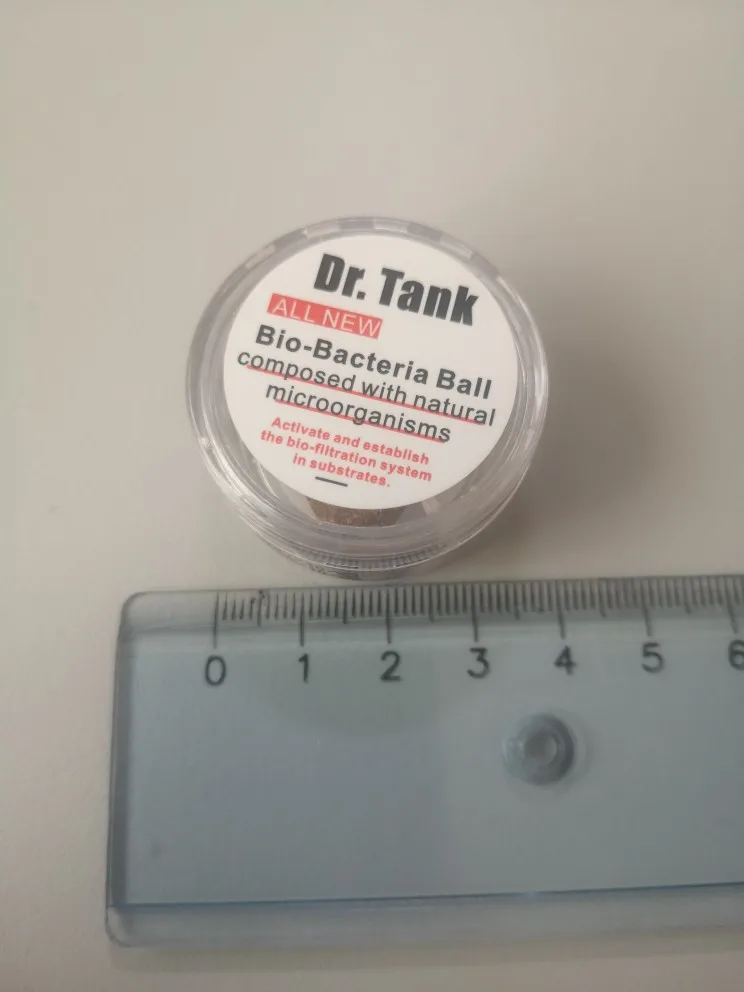 Dr. Tank
ALL NEW
Bio-Bacteria Ball
composed with natural
microorganisms
Activate and establish
the bio-filtration system
in substrates.
0 1 2 3 4 5 6